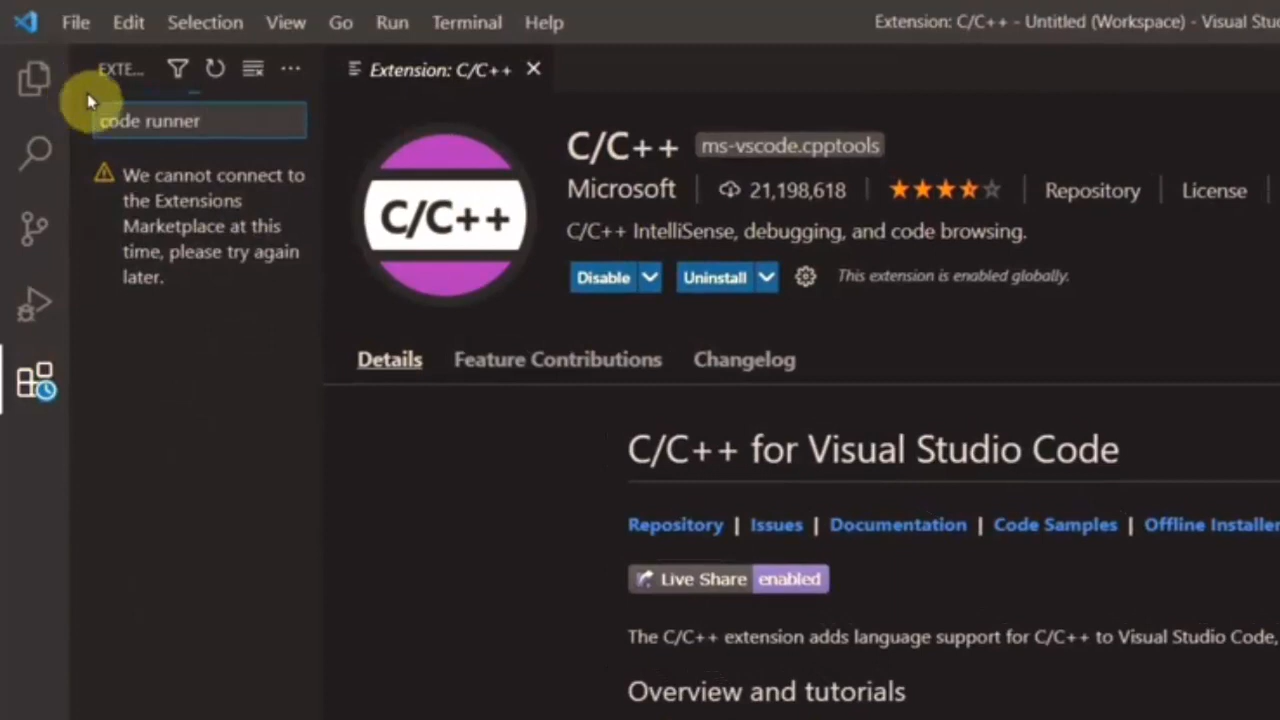 File Edit Selection View Go Run Terminal Help
Extension: C/C++ - Untitled (Workspace) - Visual Stu
EXTE...
Extension: C/C++
code runner
We cannot connect to
the Extensions
Marketplace at this
time, please try again
later.
C/C++
C/C++ ms-vscode.cpptools
Microsoft 21,198,618 Repository License
C/C++ IntelliSense, debugging, and code browsing.
Disable Uninstall This extension is enabled globally.
Details Feature Contributions Changelog
C/C++ for Visual Studio Code
Repository | Issues | Documentation | Code Samples | Offline Installer
Live Share enabled
The C/C++ extension adds language support for C/C++ to Visual Studio Code,
Overview and tutorials